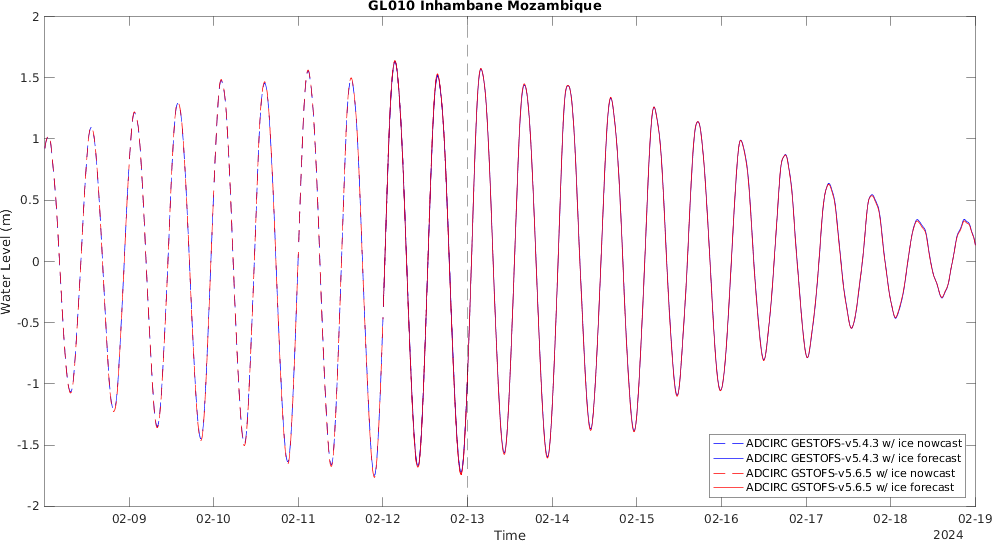 GL010 Inhambane Mozambique
2
1.5
1
0.5
0
-0.5
-1
-1.5
-2
Water Level (m)
ADCIRC GESTOFS-v5.4.3 w/ ice nowcast
ADCIRC GESTOFS-v5.4.3 w/ ice forecast
ADCIRC GSTOFS-v5.6.5 w/ ice nowcast
ADCIRC GSTOFS-v5.6.5 w/ ice forecast
02-09 02-10 02-11 02-12 02-13 02-14 02-15 02-16 02-17 02-18 02-19
Time
2024